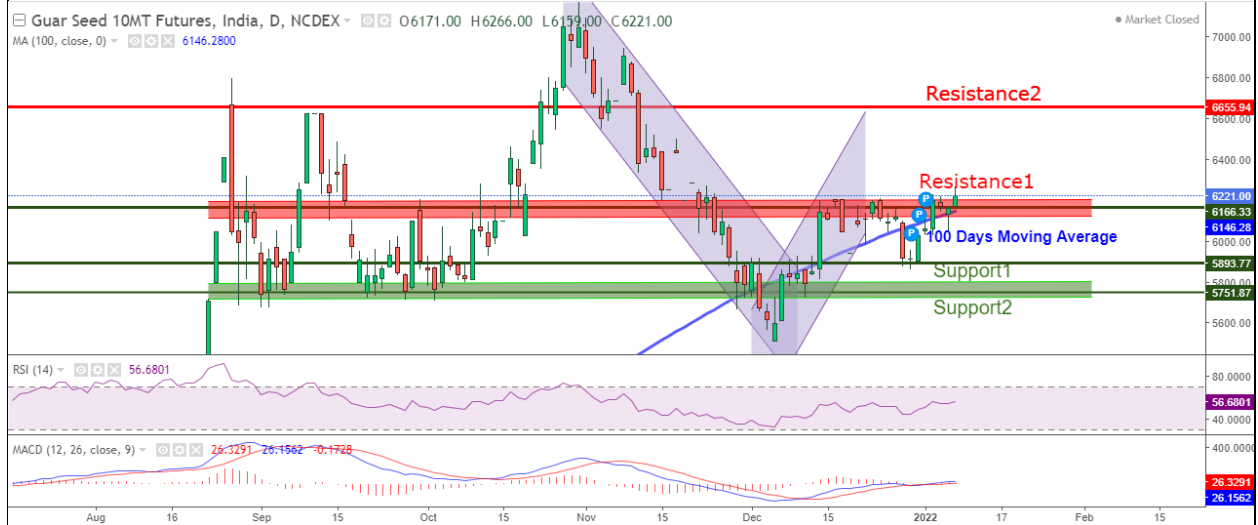 Guar Seed 10MT Futures, India, D, NCDEX O6171.00 H6266.00 L6159.00 C6221.00
Market Closed
MA (100, close, 0) 6146.2800
7000.00
6800.00
Resistance2
6655.94
6600.00
6400.00
Resistance1
6221.00
P
6166.33
P
6146.28
P
100 Days Moving Average
6000.00
5893.77
Support1
5800.00
5751.87
Support2
5600.00
RSI (14) 56.6801
80.0000
56.6801
40.0000
MACD (12, 26, close, 9) 26.3291 26.1562 -0.1728
400.0000
26.3291
26.1562
Aug 16 Sep 15 Oct 15 Nov 15 Dec 15 2022 17 Feb 15